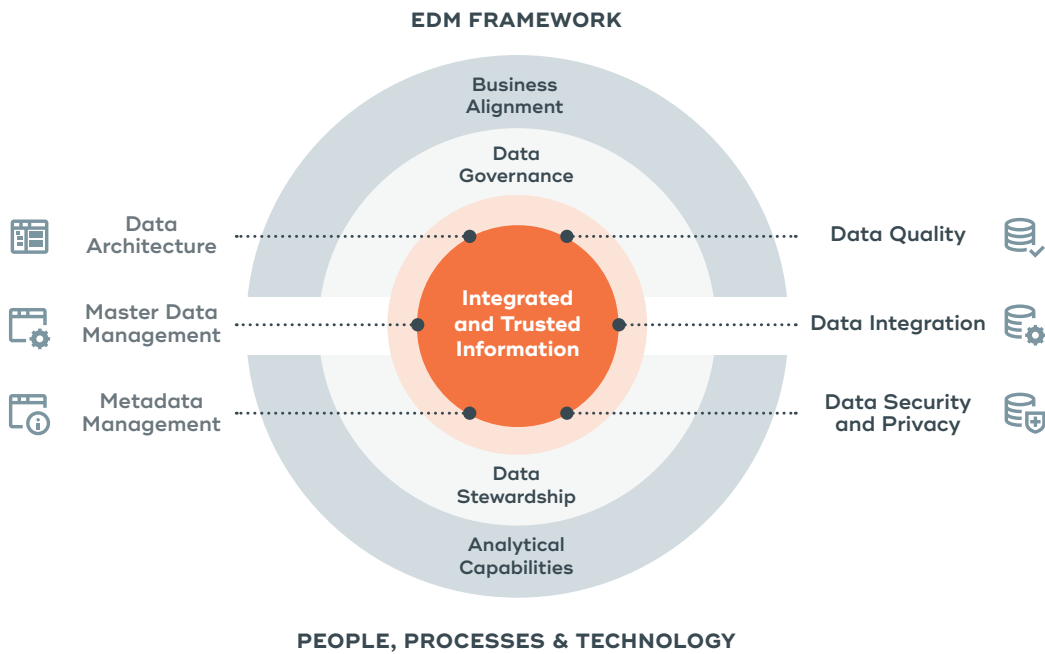 EDM FRAMEWORK
Business
Alignment
Data
Governance
Data
Architecture
Master Data
Management
Metadata
Management
Integrated
and Trusted
Information
Data Quality
Data Integration
Data Security
and Privacy
Data
Stewardship
Analytical
Capabilities
PEOPLE, PROCESSES & TECHNOLOGY